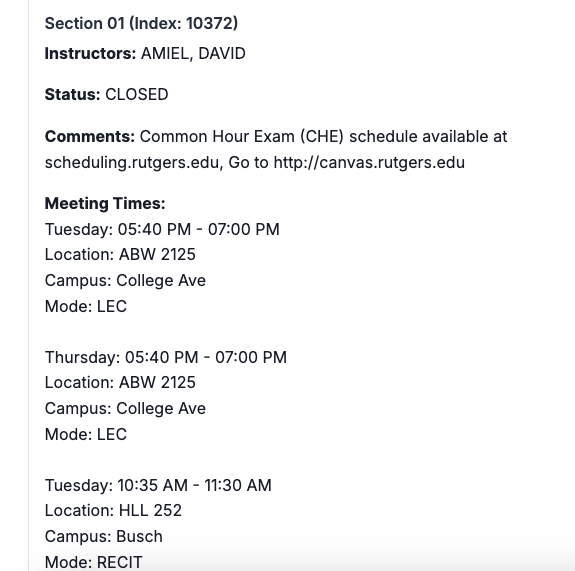 Section 01 (Index: 10372)
Instructors: AMIEL, DAVID
Status: CLOSED
Comments: Common Hour Exam (CHE) schedule available at
scheduling.rutgers.edu, Go to http://canvas.rutgers.edu
Meeting Times:
Tuesday: 05:40 PM - 07:00 PM
Location: ABW 2125
Campus: College Ave
Mode: LEC
Thursday: 05:40 PM - 07:00 PM
Location: ABW 2125
Campus: College Ave
Mode: LEC
Tuesday: 10:35 AM - 11:30 AM
Location: HLL 252
Campus: Busch
Mode: RECIT